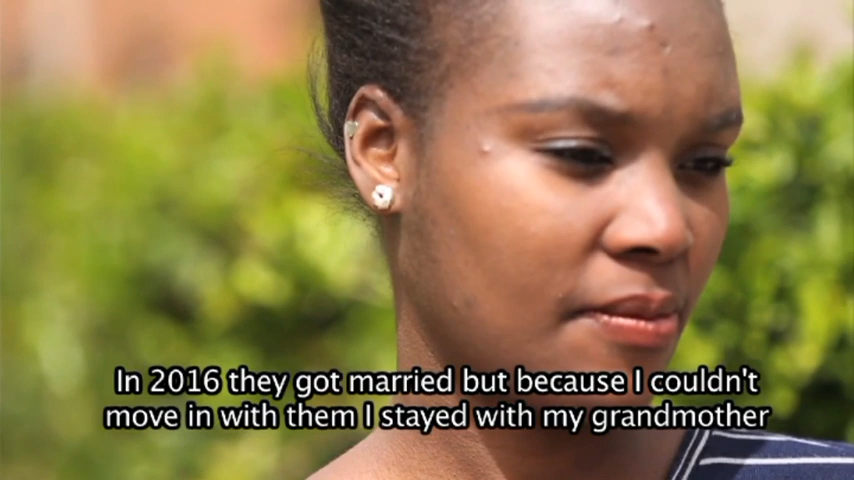 In 2016 they got married but because I couldn't
move in with them I stayed with my grandmother